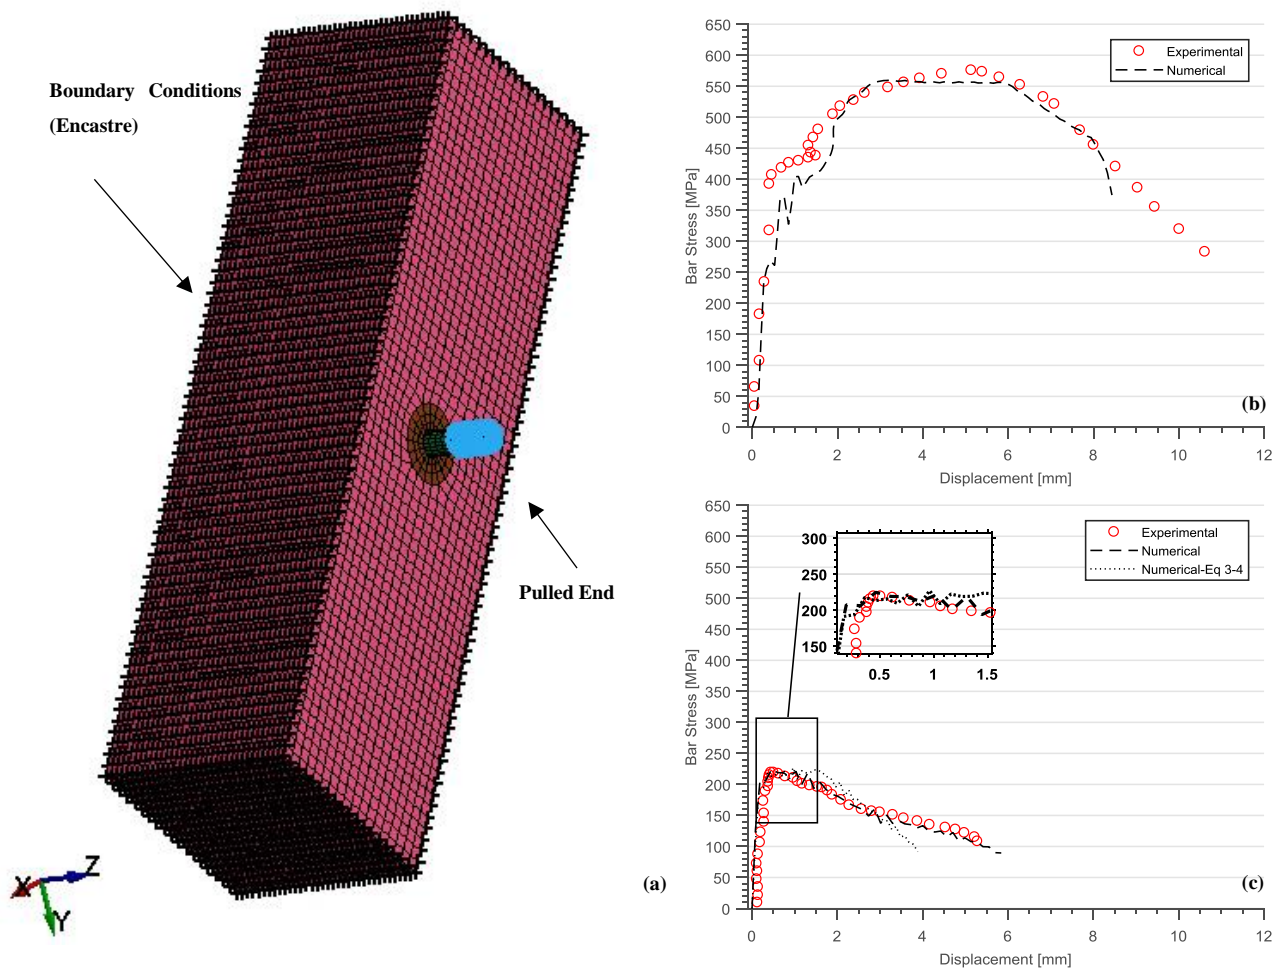 Boundary Conditions
(Encastre)
Pulled End
X
Y
Z
(a)
650
600
550
500
450
400
350
300
250
200
150
100
50
0
Bar Stress [MPa]
Experimental
Numerical
(b)
0 2 4 6 8 10 12
Displacement [mm]
650
600
550
500
450
400
350
300
250
200
150
100
50
0
Bar Stress [MPa]
Experimental
Numerical
Numerical-Eq 3-4
300
250
200
150
0.5 1 1.5
(c)
0 2 4 6 8 10 12
Displacement [mm]